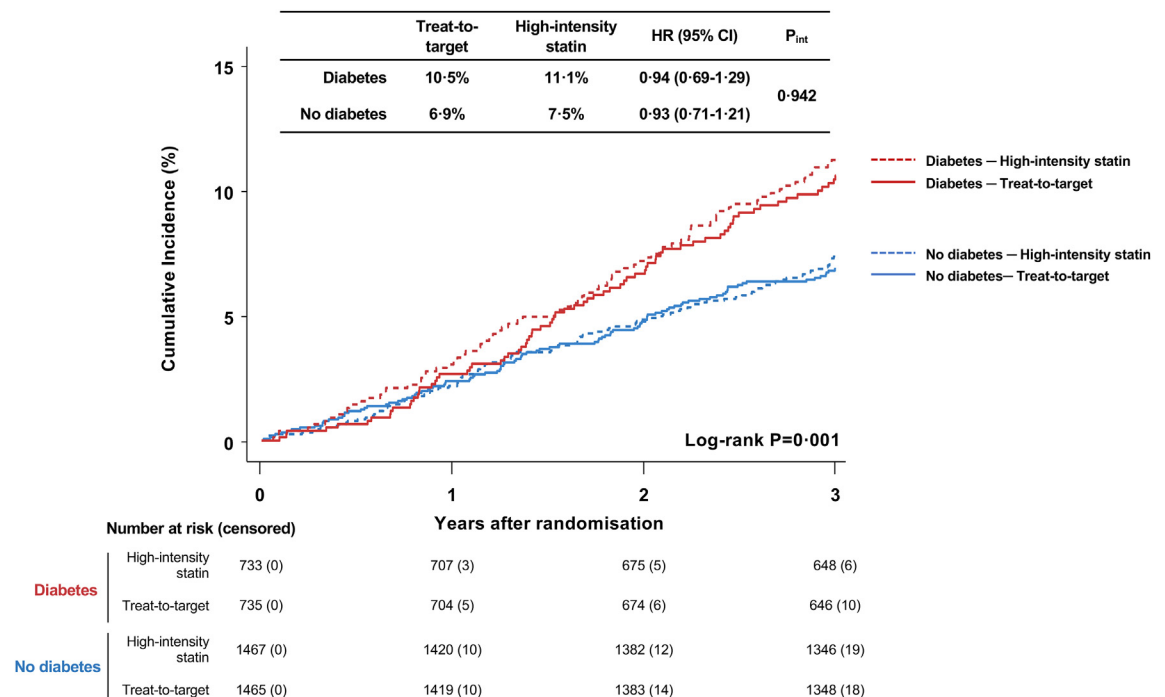 Treat-to-target High-intensity statin HR (95% CI) Pint
Diabetes 10·5% 11·1% 0·94 (0·69-1·29)
0·942
No diabetes 6·9% 7·5% 0·93 (0·71-1·21)
Cumulative Incidence (%)
15
10
5
0
Diabetes — High-intensity statin
Diabetes — Treat-to-target
No diabetes — High-intensity statin
No diabetes— Treat-to-target
Log-rank P=0·001
0 1 2 3
Years after randomisation
Number at risk (censored)
Diabetes
High-intensity statin 733 (0) 707 (3) 675 (5) 648 (6)
Treat-to-target 735 (0) 704 (5) 674 (6) 646 (10)
No diabetes
High-intensity statin 1467 (0) 1420 (10) 1382 (12) 1346 (19)
Treat-to-target 1465 (0) 1419 (10) 1383 (14) 1348 (18)